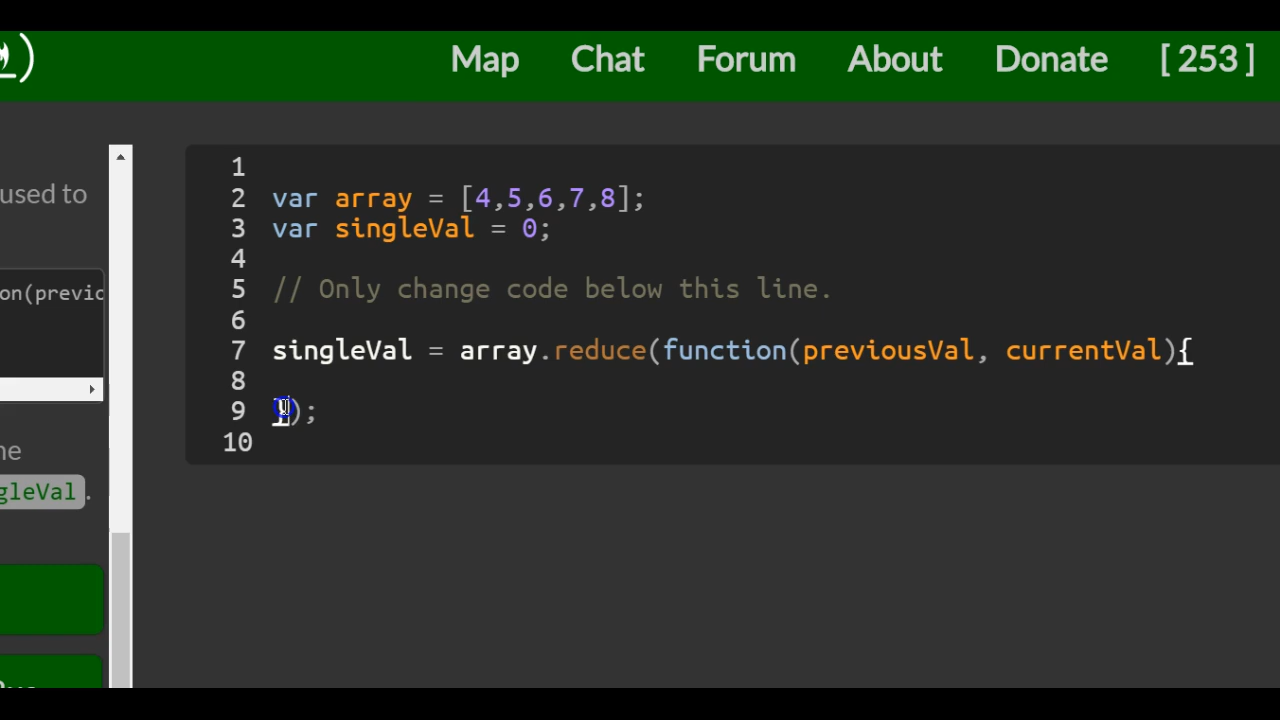 Map Chat Forum About Donate [ 253 ]
used to
on(previo
ne
gleVal.
1
2 var array = [4,5,6,7,8];
3 var singleVal = 0;
4
5 // Only change code below this line.
6
7 singleVal = array.reduce(function(previousVal, currentVal){
8
9 });
10